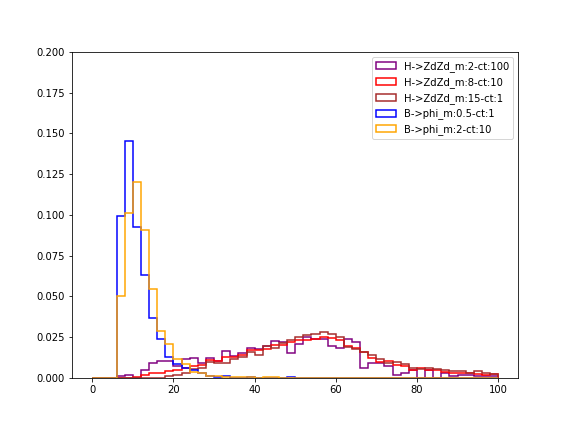 0.200
0.175
0.150
0.125
0.100
0.075
0.050
0.025
0.000
0 20 40 60 80 100
H->ZdZd_m:2-ct:100
H->ZdZd_m:8-ct:10
H->ZdZd_m:15-ct:1
B->phi_m:0.5-ct:1
B->phi_m:2-ct:10